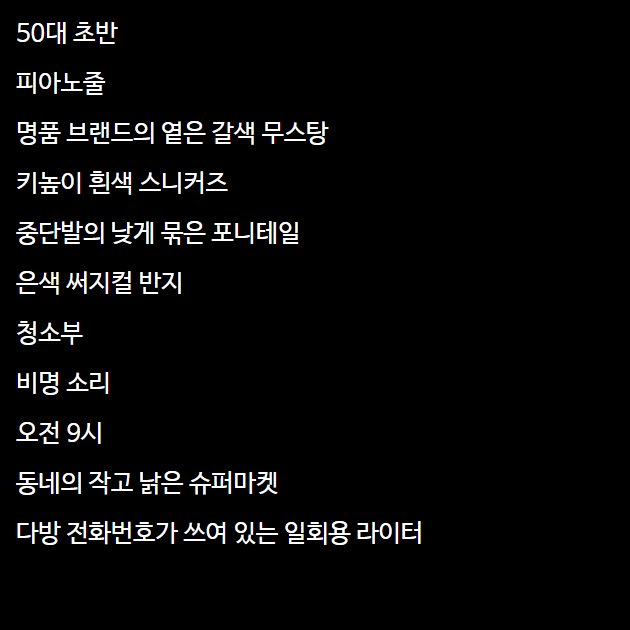 50대 초반
피아노줄
명품 브랜드의 옅은 갈색 무스탕
키높이 흰색 스니커즈
중단발의 낮게 묶은 포니테일
은색 써지컬 반지
청소부
비명 소리
오전 9시
동네의 작고 낡은 슈퍼마켓
다방 전화번호가 쓰여 있는 일회용 라이터